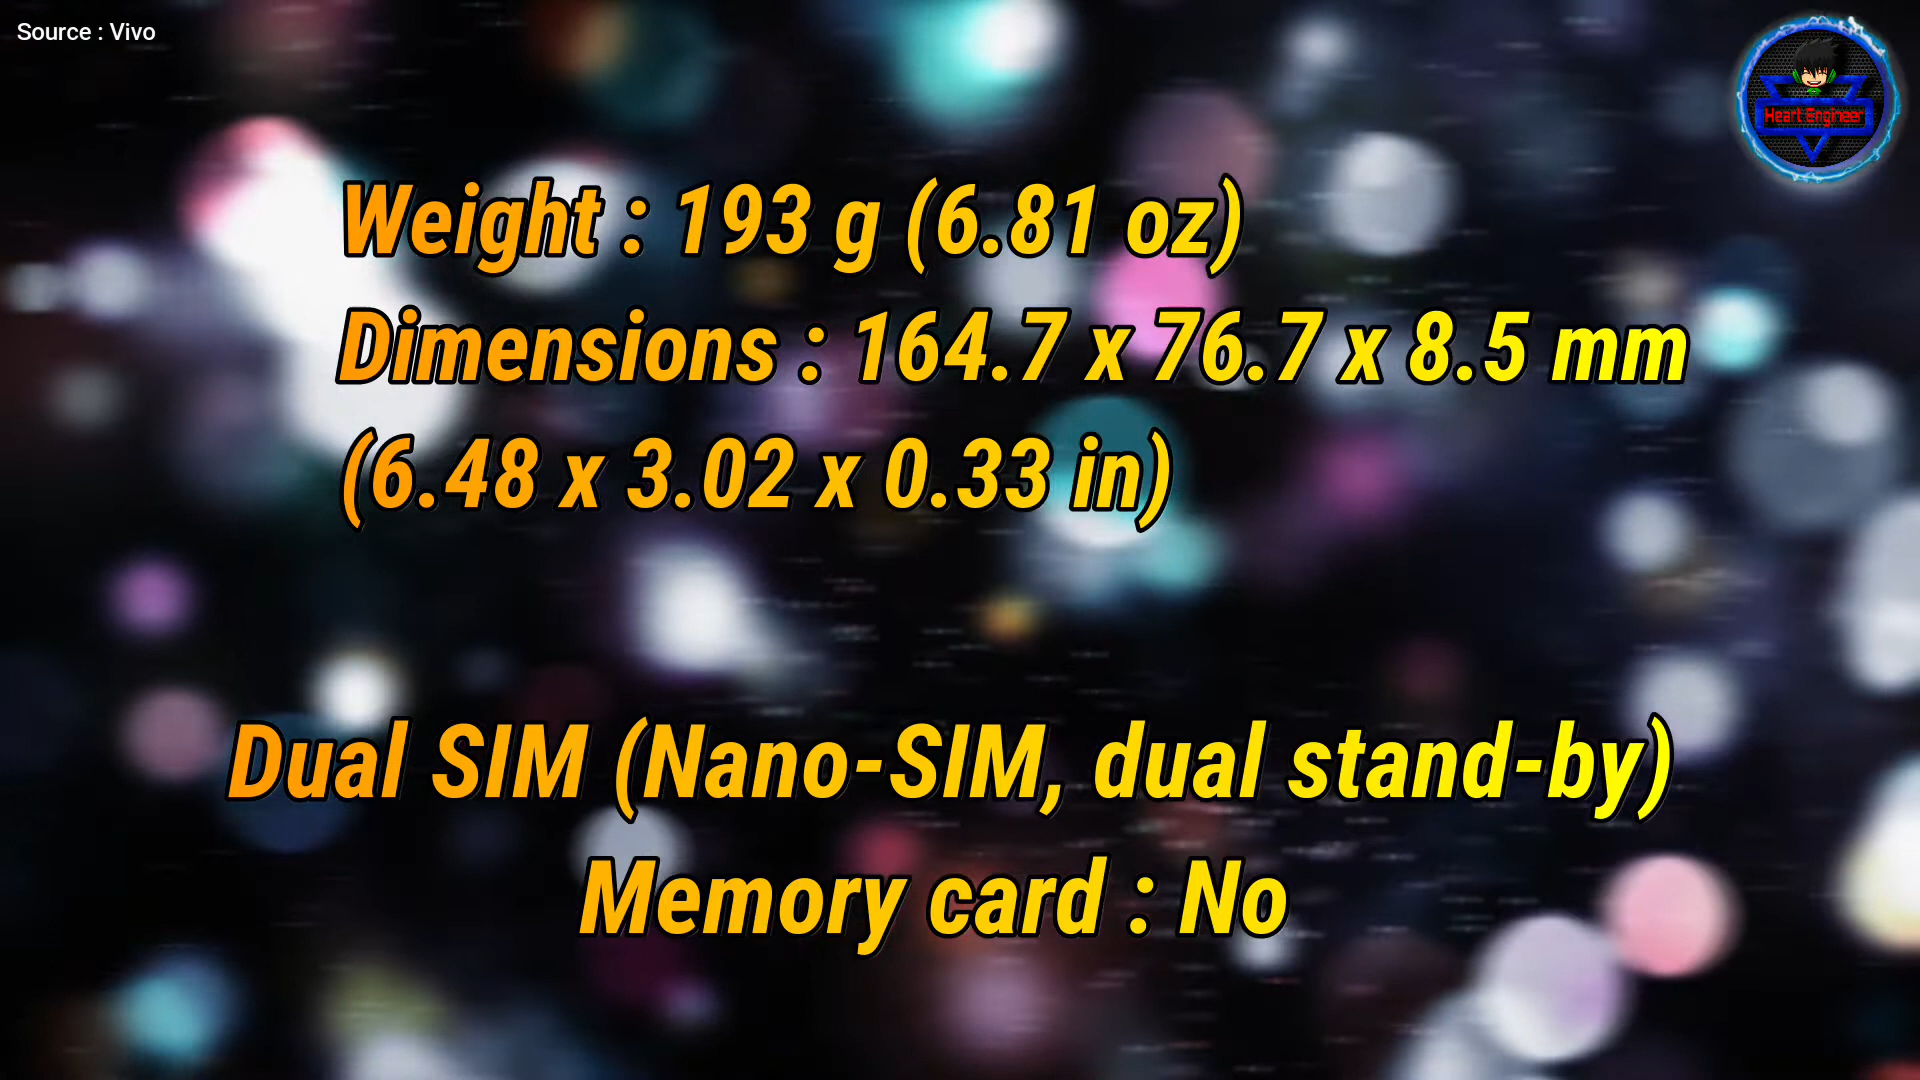 Source : Vivo
Heart Engineer
Weight : 193 g (6.81 oz)
Dimensions : 164.7 x 76.7 x 8.5 mm
(6.48 x 3.02 x 0.33 in)
Dual SIM (Nano-SIM, dual stand-by)
Memory card : No